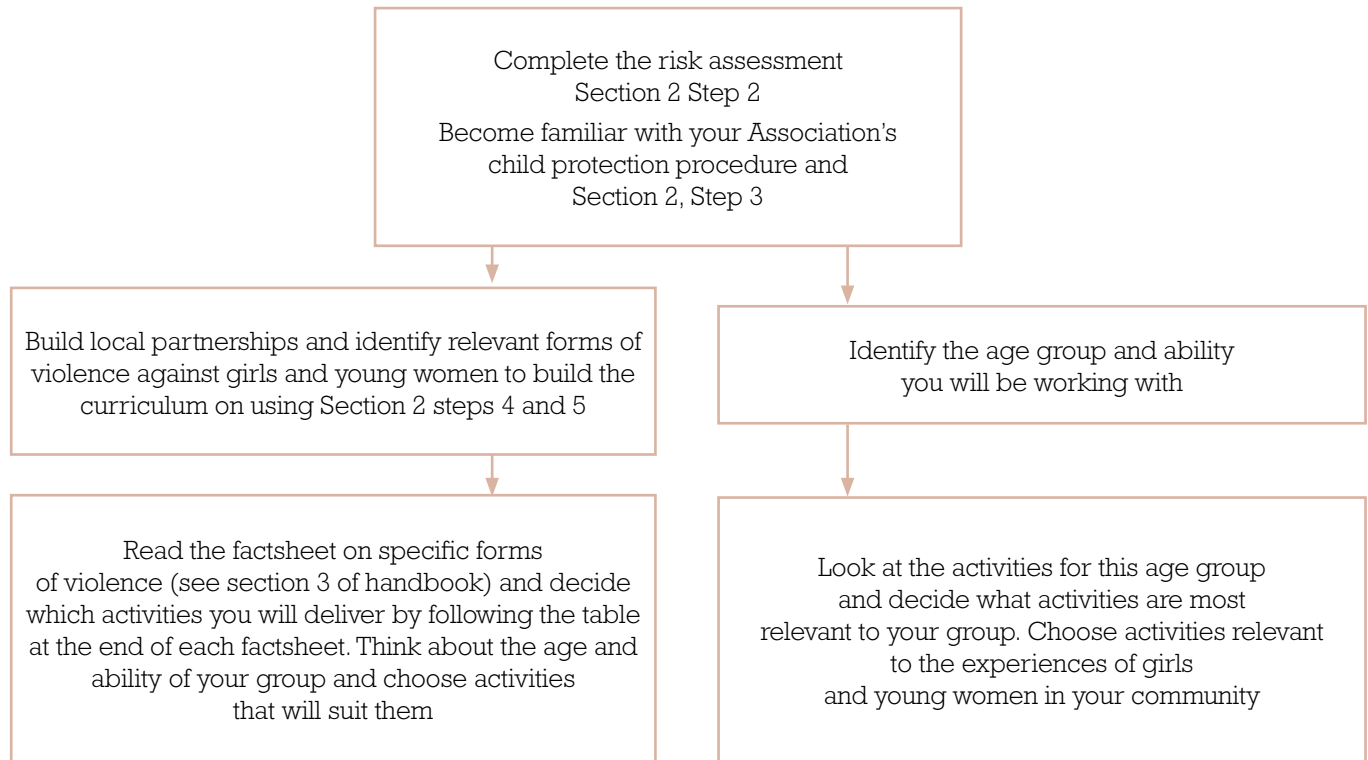 Complete the risk assessment
Section 2 Step 2
Become familiar with your Association's
child protection procedure and
Section 2, Step 3
Build local partnerships and identify relevant forms of
violence against girls and young women to build the
curriculum on using Section 2 steps 4 and 5
Identify the age group and ability
you will be working with
Read the factsheet on specific forms
of violence (see section 3 of handbook) and decide
which activities you will deliver by following the table
at the end of each factsheet. Think about the age and
ability of your group and choose activities
that will suit them
Look at the activities for this age group
and decide what activities are most
relevant to your group. Choose activities relevant
to the experiences of girls
and young women in your community